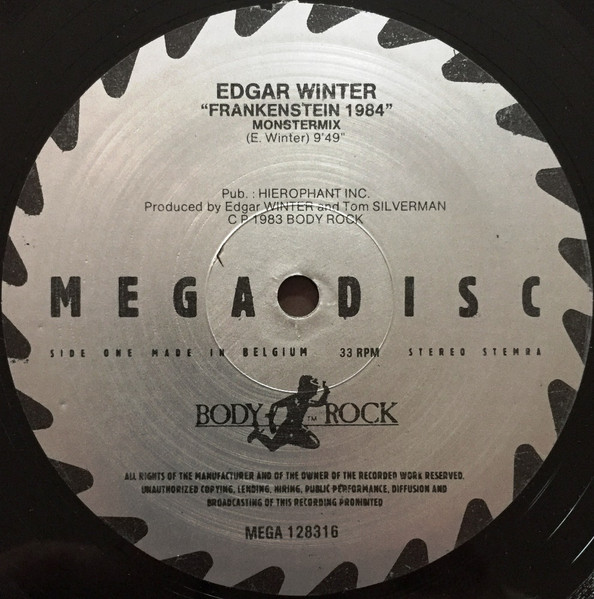 EDGAR WINTER
"FRANKENSTEIN 1984"
MONSTERMIX
(E. Winter) 9'49"
Pub. : HIEROPHANT INC.
Produced by Edgar WINTER and Tom SILVERMAN
C P 1983 BODY ROCK
MEGA DISC
SIDE ONE MADE IN BELGIUM 33 RPM STEREO STEMRA
BODY TM ROCK
ALL RIGHTS OF THE MANUFACTURER AND OF THE OWNER OF THE RECORDED WORK RESERVED.
UNAUTHORIZED COPYING, LENDING, HIRING, PUBLIC PERFORMANCE, DIFFUSION AND
BROADCASTING OF THIS RECORDING PROHIBITED
MEGA 128316